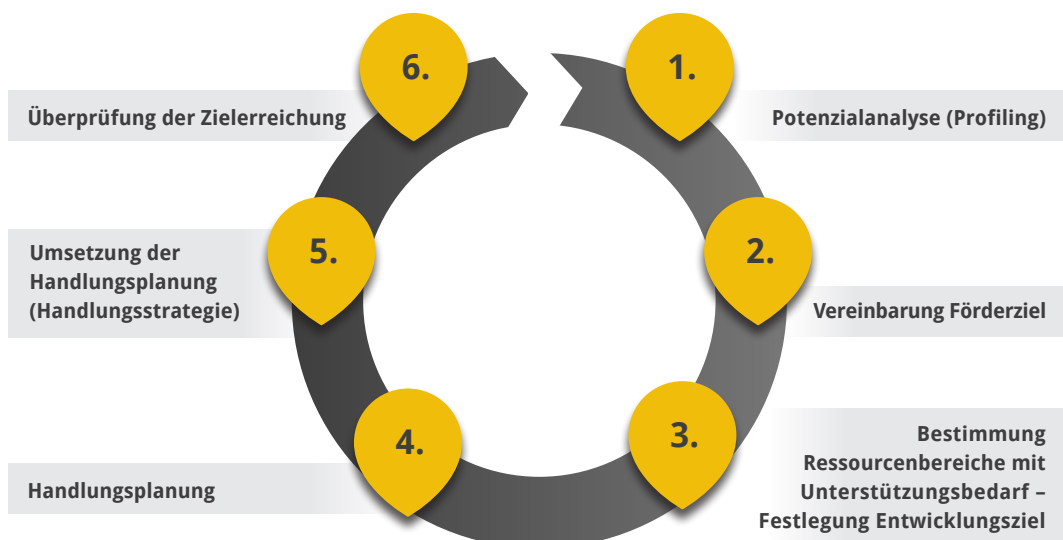 1.
Potenzialanalyse (Profiling)
2.
Vereinbarung Förderziel
3.
Bestimmung
Ressourcenbereiche mit
Unterstützungsbedarf –
Festlegung Entwicklungsziel
4.
Handlungsplanung
5.
Umsetzung der
Handlungsplanung
(Handlungsstrategie)
6.
Überprüfung der Zielerreichung